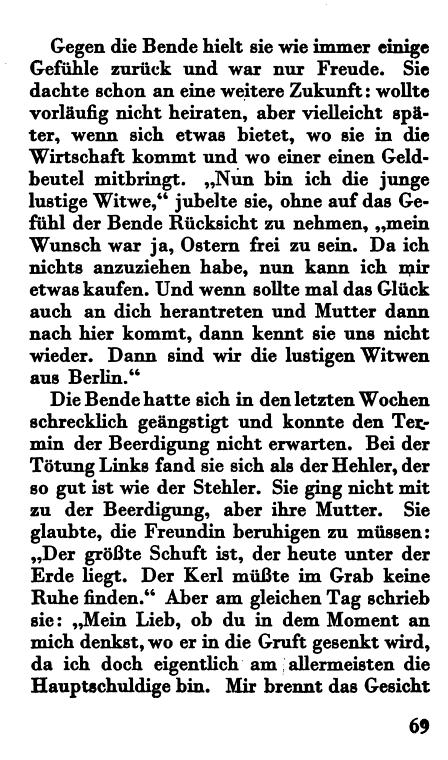 Gegen die Bende hielt sie wie immer einige
Gefühle zurück und war nur Freude. Sie
dachte schon an eine weitere Zukunft: wollte
vorläufig nicht heiraten, aber vielleicht spä-
ter, wenn sich etwas bietet, wo sie in die
Wirtschaft kommt und wo einer einen Geld-
beutel mitbringt. „Nun bin ich die junge
lustige Witwe,“ jubelte sie, ohne auf das Ge-
fühl der Bende Rücksicht zu nehmen, „mein
Wunsch war ja, Ostern frei zu sein. Da ich
nichts anzuziehen habe, nun kann ich mir
etwas kaufen. Und wenn sollte mal das Glück
auch an dich herantreten und Mutter dann
nach hier kommt, dann kennt sie uns nicht
wieder. Dann sind wir die lustigen Witwen
aus Berlin.“
Die Bende hatte sich in den letzten Wochen
schrecklich geängstigt und konnte den Ter-
min der Beerdigung nicht erwarten. Bei der
Tötung Links fand sie sich als der Hehler, der
so gut ist wie der Stehler. Sie ging nicht mit
zu der Beerdigung, aber ihre Mutter. Sie
glaubte, die Freundin beruhigen zu müssen:
„Der größte Schuft ist, der heute unter der
Erde liegt. Der Kerl müßte im Grab keine
Ruhe finden.“ Aber am gleichen Tag schrieb
sie: „Mein Lieb, ob du in dem Moment an
mich denkst, wo er in die Gruft gesenkt wird,
da ich doch eigentlich am allermeisten die
Hauptschuldige bin. Mir brennt das Gesicht
69